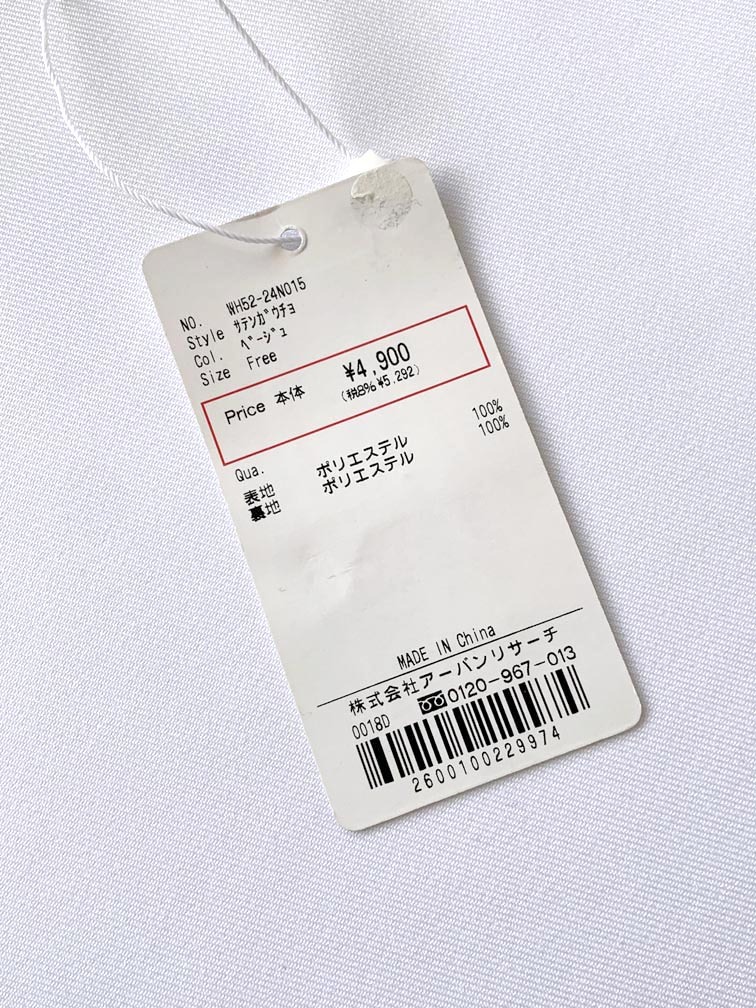 NO. WH52-24N015
Style ｻﾃﾝｶﾞｳﾁｮ
Col. ﾍﾞｰｼﾞｭ
Size Free
Price 本体 ¥4,900
(税8%¥5.292)
Qua.
表地 ポリエステル 100%
裏地 ポリエステル 100%
MADE IN China
株式会社アーバンリサーチ
0120-967-013
0018D
2600100229974